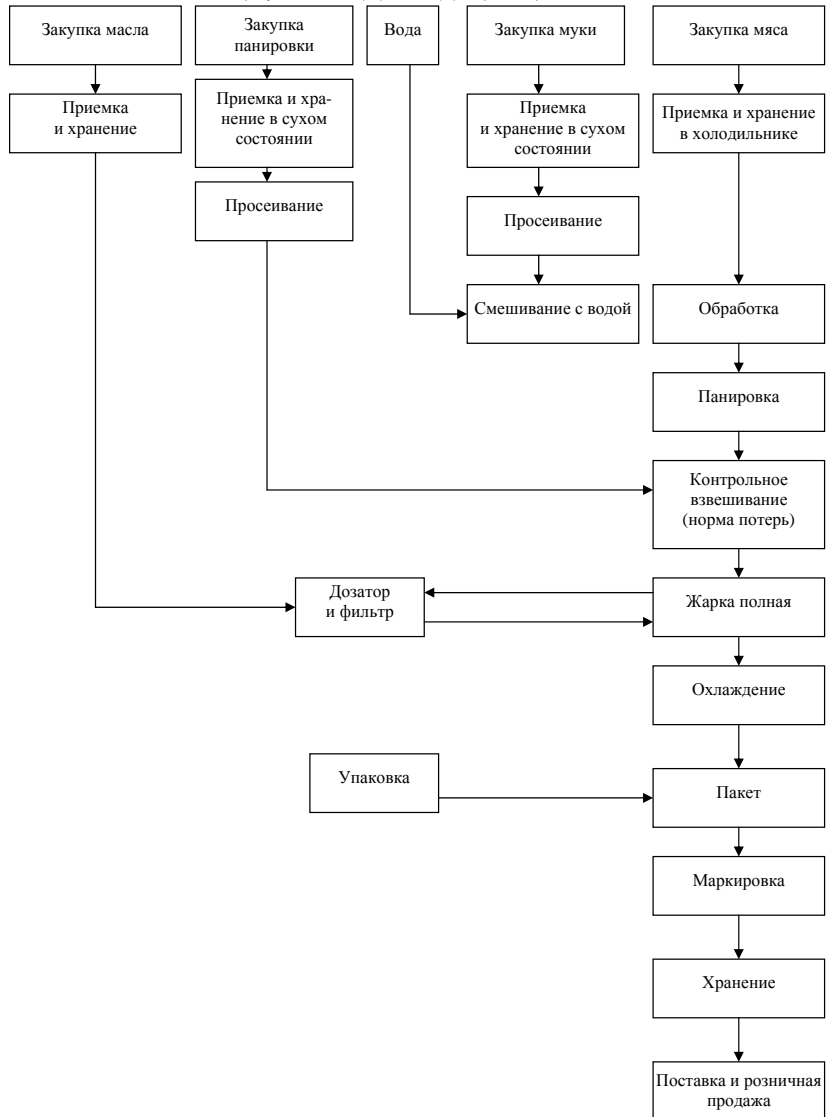 Закупка масла
Закупка
панировки
Вода
Закупка муки
Закупка мяса
Приемка
и хранение
Приемка и хра-
нение в сухом
состоянии
Приемка
и хранение в сухом
состоянии
Приемка и хранение
в холодильнике
Просеивание
Просеивание
Смешивание с водой
Обработка
Панировка
Контрольное
взвешивание
(норма потерь)
Дозатор
и фильтр
Жарка полная
Охлаждение
Упаковка
Пакет
Маркировка
Хранение
Поставка и розничная
продажа